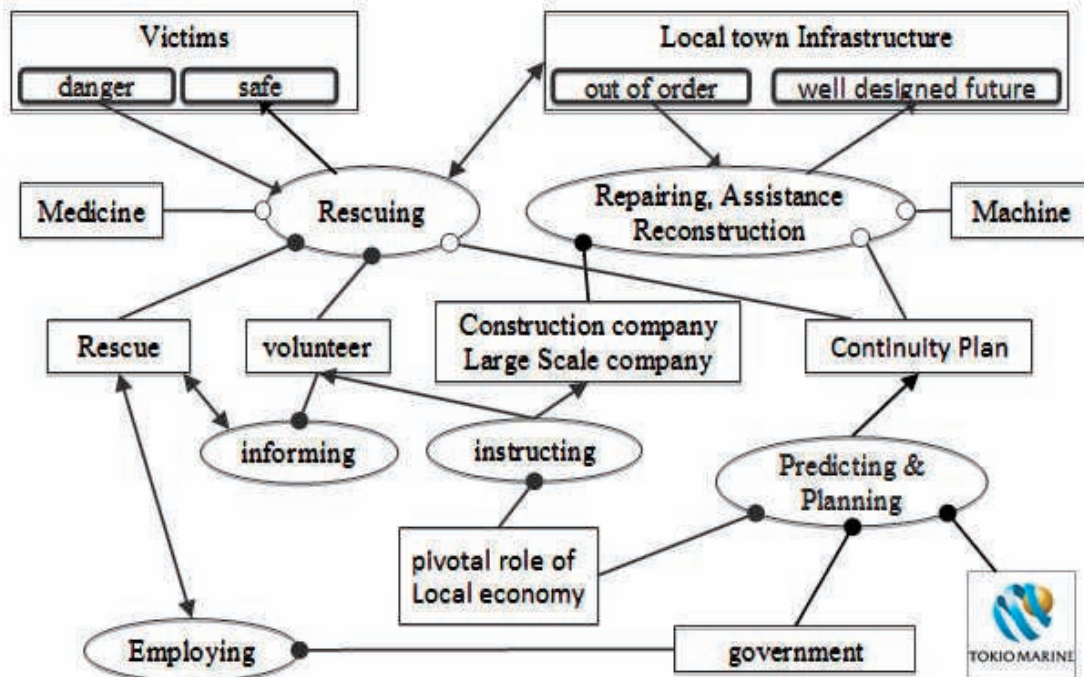 Victims
danger
safe
Local town Infrastructure
out of order
well designed future
Medicine
Rescuing
Repairing, Assistance
Reconstruction
Machine
Rescue
volunteer
Construction company
Large Scale company
Continuity Plan
informing
instructing
Predicting &
Planning
pivotal role of
Local economy
Employing
government
TOKIO MARINE